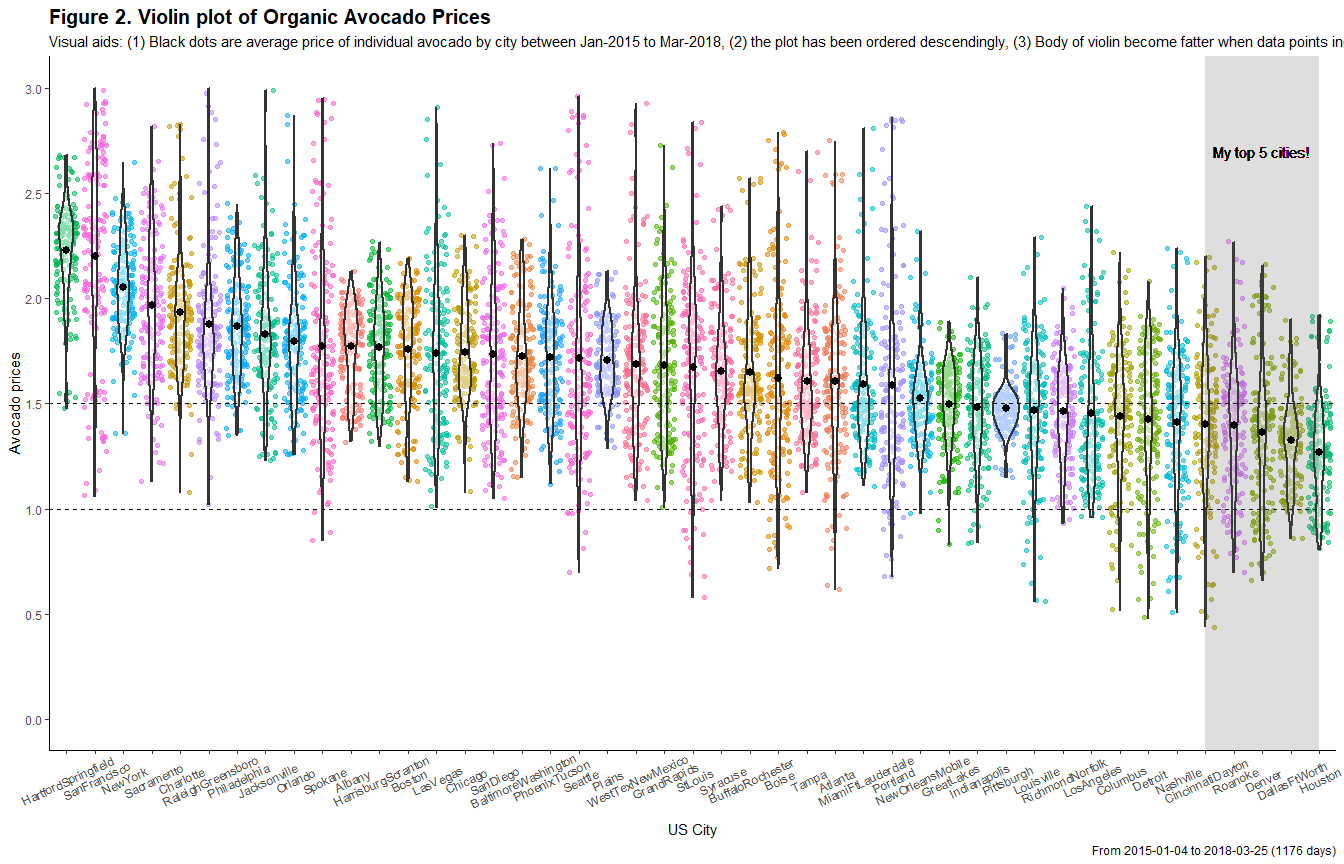 Figure 2. Violin plot of Organic Avocado Prices
Visual aids: (1) Black dots are average price of individual avocado by city between Jan-2015 to Mar-2018, (2) the plot has been ordered descendingly, (3) Body of violin become fatter when data points in
3.0
2.5
2.0
1.5
1.0
0.5
0.0
Avocado prices
My top 5 cities!
HartfordSpringfield
SanFrancisco
NewYork
Sacramento
Charlotte
RaleighGreensboro
Philadelphia
Jacksonville
Orlando
Spokane
Albany
HarrisburgScranton
Boston
LasVegas
Chicago
SanDiego
BaltimoreWashington
PhoenixTucson
Seattle
Plains
WestTexNewMexico
GrandRapids
StLouis
Syracuse
BuffaloRochester
Boise
Tampa
Atlanta
MiamiFtLauderdale
Portland
NewOrleansMobile
GreatLakes
Indianapolis
Pittsburgh
Louisville
RichmondNorfolk
LosAngeles
Columbus
Detroit
Nashville
CincinnatiDayton
Roanoke
Denver
DallasFtWorth
Houston
US City
From 2015-01-04 to 2018-03-25 (1176 days)